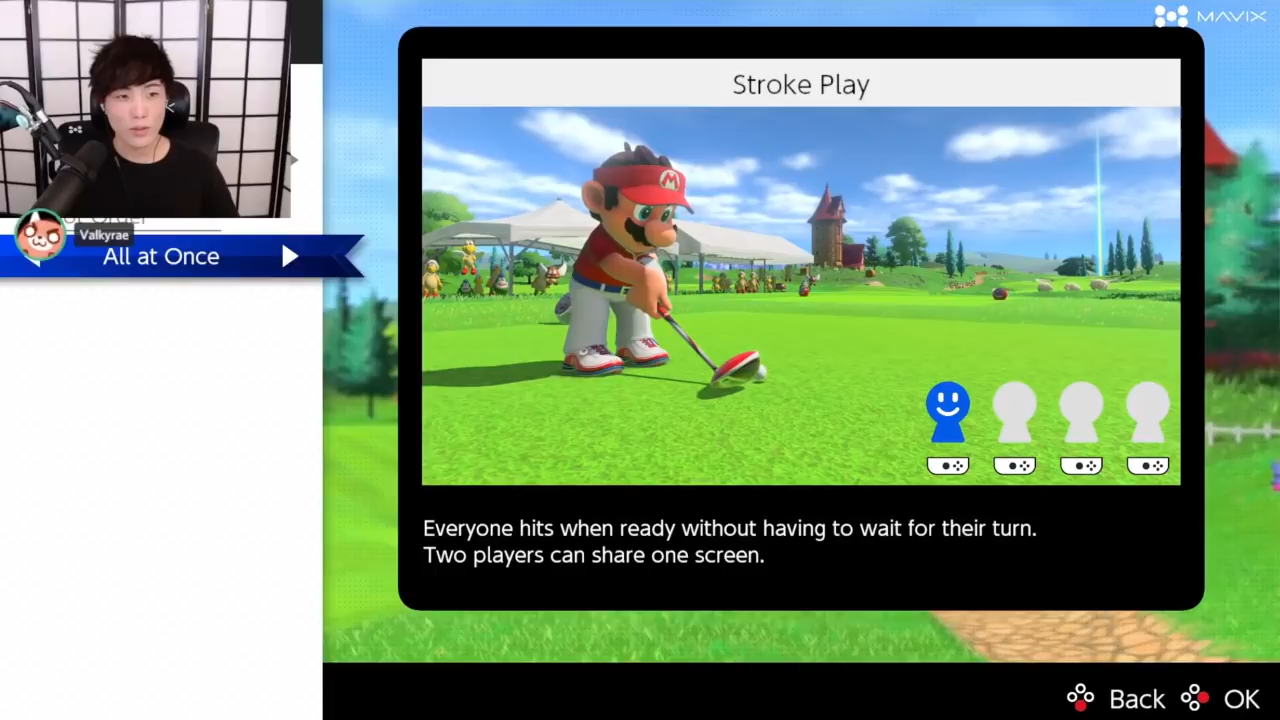 MAVIX
Stroke Play
Valkyrae
All at Once
M
Everyone hits when ready without having to wait for their turn.
Two players can share one screen.
Back
OK